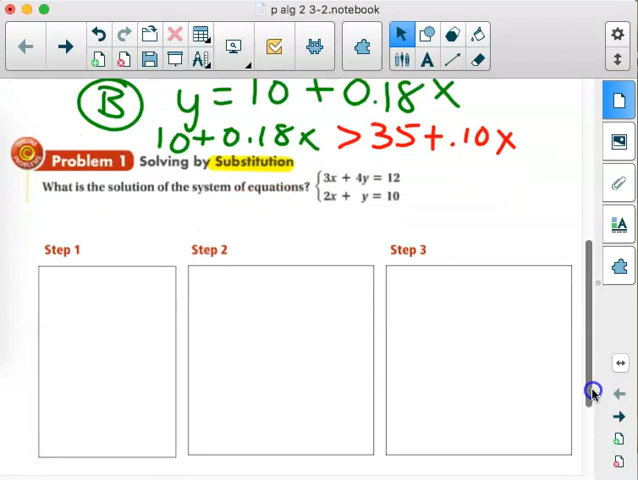 p alg 2 3-2.notebook
B y = 10 + 0.18x
10 + 0.18x > 35 + .10x
Problem 1 Solving by Substitution
What is the solution of the system of equations? 3x + 4y = 12
2x + y = 10
Step 1 Step 2 Step 3